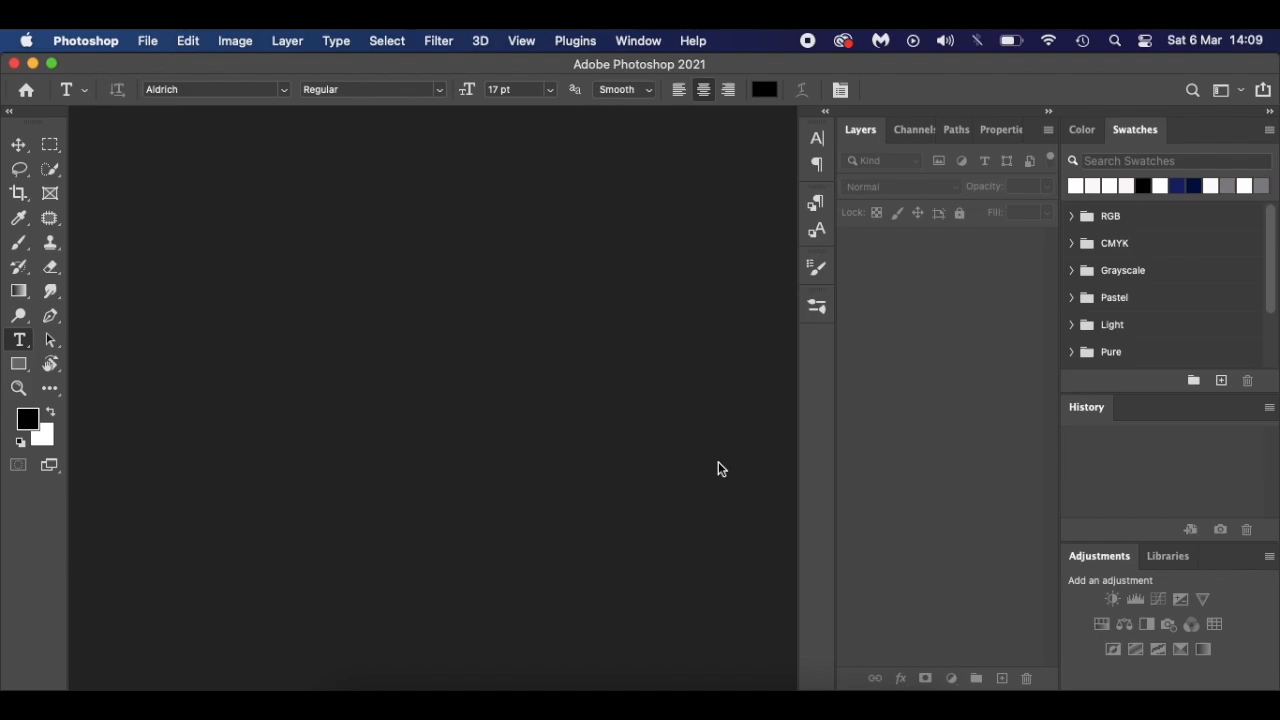 Photoshop File Edit Image Layer Type Select Filter 3D View Plugins Window Help Sat 6 Mar 14:09
Adobe Photoshop 2021
T Aldrich Regular 17 pt Smooth
Layers Channels Paths Properties Color Swatches
Kind Search Swatches
Normal Opacity:
Lock: Fill:
RGB
CMYK
Grayscale
Pastel
Light
Pure
History
Adjustments Libraries
Add an adjustment